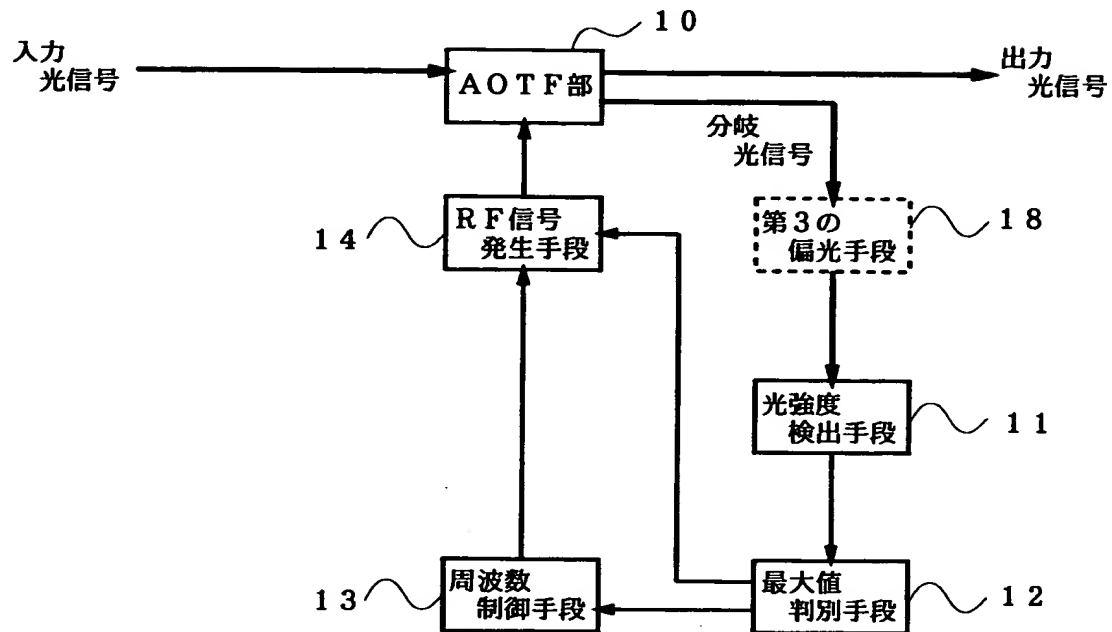 １０
入力
光信号
ＡＯＴＦ部
出力
光信号
分岐
光信号
１４
ＲＦ信号
発生手段
第３の
偏光手段
１８
光強度
検出手段
１１
１３
周波数
制御手段
最大値
判別手段
１２